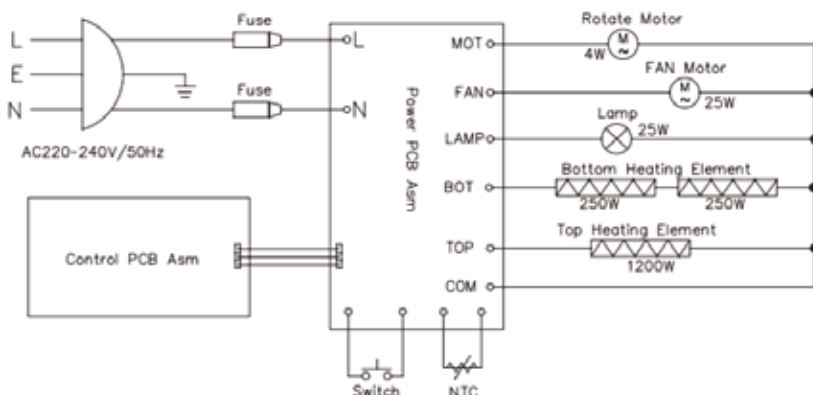 L
E
N
AC220-240V/50Hz
Fuse
Fuse
L
N
Power PCB Asm
Control PCB Asm
MOT
FAN
LAMP
BOT
TOP
COM
Rotate Motor
M
~
4W
FAN Motor
M
~
25W
Lamp
25W
Bottom Heating Element
250W
250W
Top Heating Element
1200W
Switch
NTC